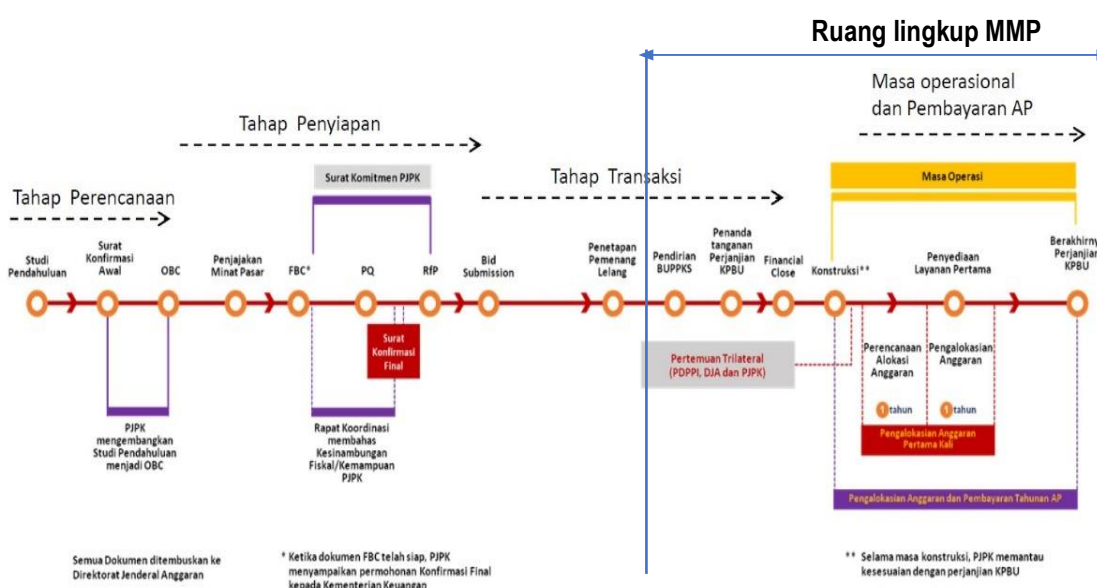 Ruang lingkup MMP
Masa operasional
dan Pembayaran AP
Tahap Penyiapan
Surat Komitmen PJPK
Tahap Transaksi
Masa Operasi
Tahap Perencanaan
Studi
Pendahuluan
Surat
Konfirmasi
Awal
OBC
Penjajakan
Minat Pasar
FBC*
PQ
RfP
Bid
Submission
Penetapan
Pemenang
Lelang
Pendirian
BUPPKS
Penanda
tanganan
Perjanjian
KPBU
Financial
Close
Konstruksi**
Penyediaan
Layanan Pertama
Berakhirny
Perjanjian
KPBU
Surat
Konfirmasi
Final
Pertemuan Trilateral
(PDPPI, DJA dan PJPK)
Perencanaan
Alokasi
Anggaran
1 tahun
Pengalokasian
Anggaran
1 tahun
Pengalokasian Anggaran
Pertama Kali
PJPK
mengembangkan
Studi Pendahuluan
menjadi OBC
Rapat Koordinasi
membahas
Kesinambungan
Fiskal/Kemampuan
PJPK
Pengalokasian Anggaran dan Pembayaran Tahunan AP
Semua Dokumen ditembuskan ke
Direktorat Jenderal Anggaran
* Ketika dokumen FBC telah siap, PJPK
menyampaikan permohonan Konfirmasi Final
kepada Kementerian Keuangan
** Selama masa konstruksi, PJPK memantau
kesesuaian dengan perjanjian KPBU